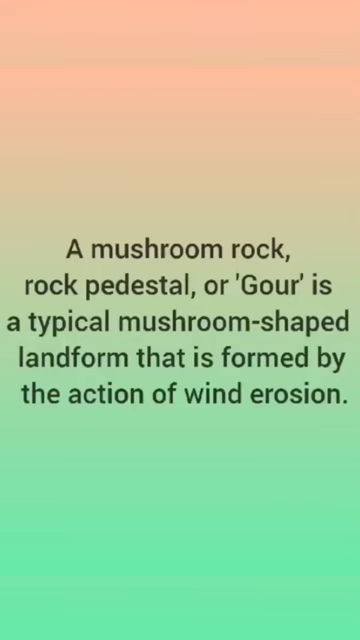 A mushroom rock,
rock pedestal, or 'Gour' is
a typical mushroom-shaped
landform that is formed by
the action of wind erosion.